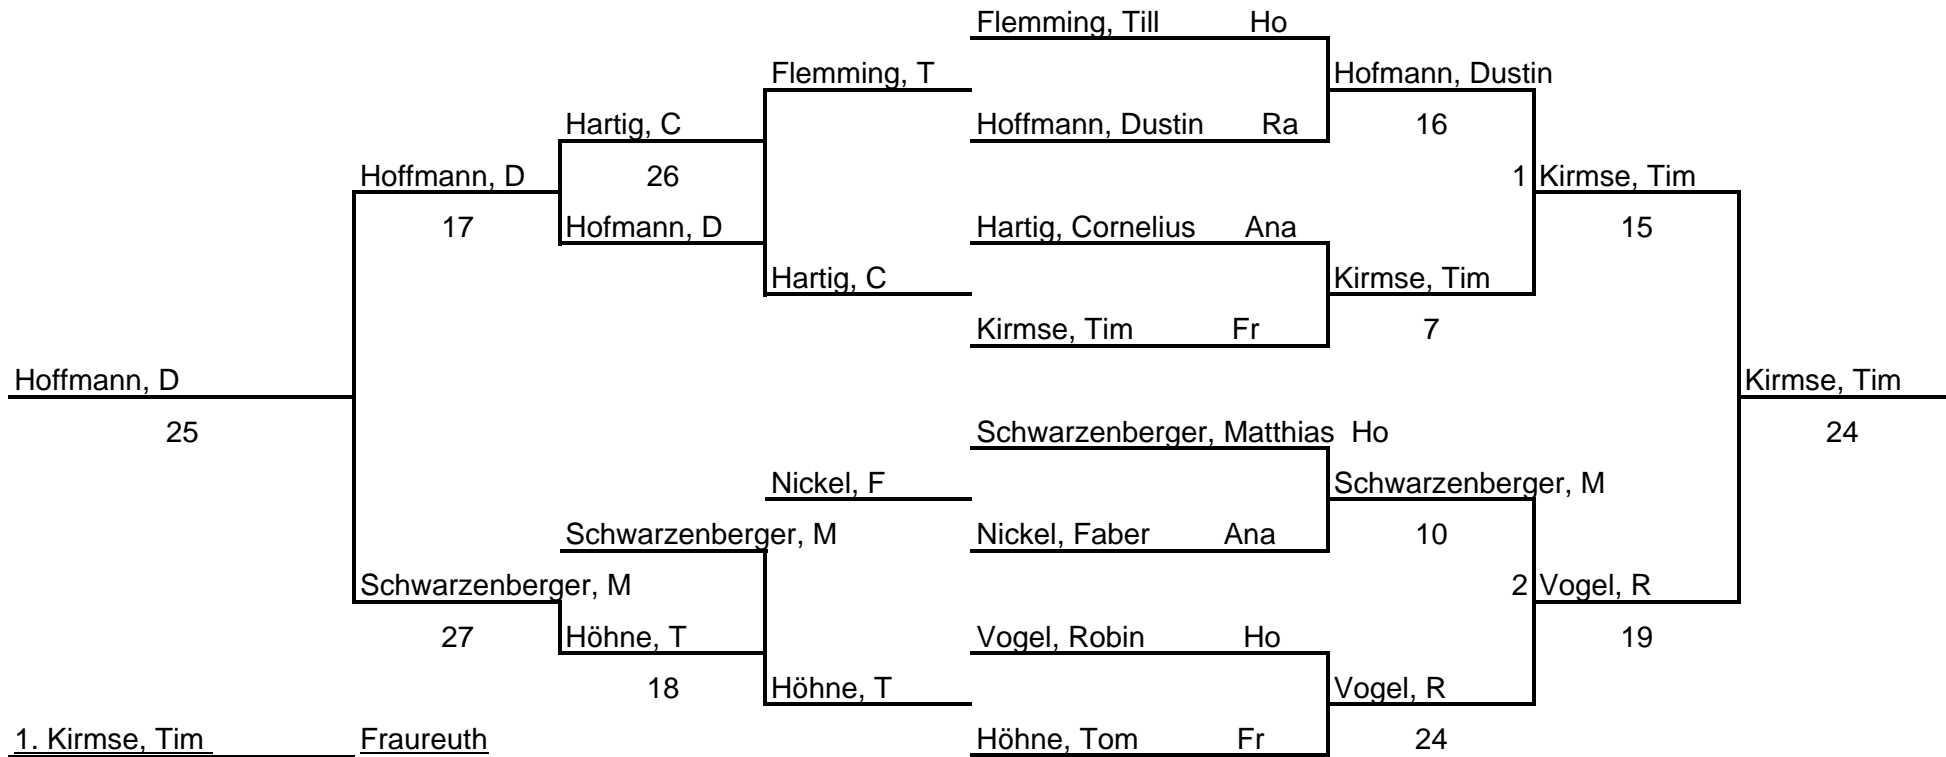 Flemming, Till Ho
Flemming, T Hofmann, Dustin
Hartig, C Hoffmann, Dustin Ra 16
Hoffmann, D 26 1 Kirmse, Tim
17 Hofmann, D Hartig, Cornelius Ana 15
Hartig, C Kirmse, Tim
Kirmse, Tim Fr 7
Hoffmann, D Kirmse, Tim
25 Schwarzenberger, Matthias Ho 24
Nickel, F Schwarzenberger, M
Schwarzenberger, M Nickel, Faber Ana 10
Schwarzenberger, M 2 Vogel, R
27 Höhne, T Vogel, Robin Ho 19
18 Höhne, T Vogel, R
1. Kirmse, Tim Fraureuth Höhne, Tom Fr 24